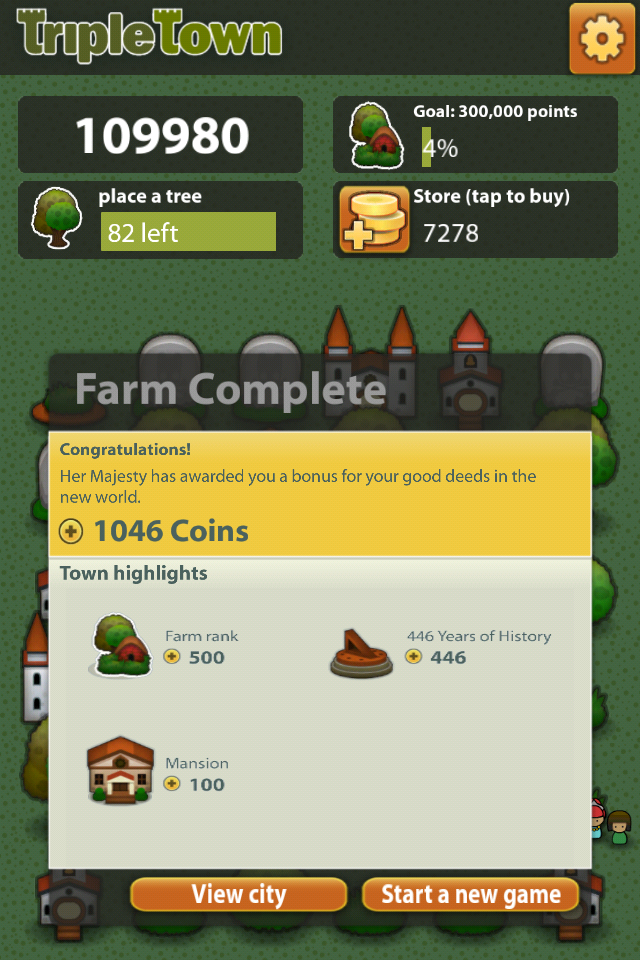 TripleTown
109980
Goal: 300,000 points
4%
place a tree
82 left
Store (tap to buy)
7278
Farm Complete
Congratulations!
Her Majesty has awarded you a bonus for your good deeds in the
new world.
1046 Coins
Town highlights
Farm rank
500
446 Years of History
446
Mansion
100
View city
Start a new game